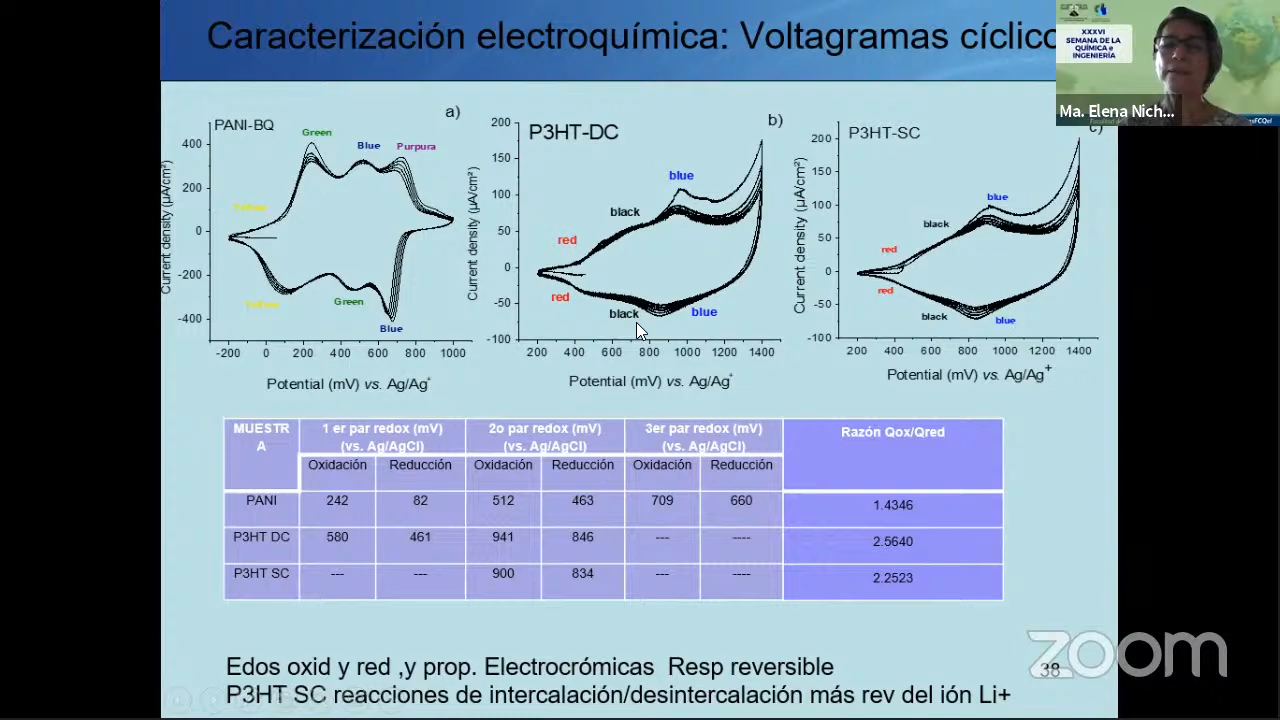 Caracterización electroquímica: Voltagramas cíclico
XXXVI
SEMANA DE LA
QUÍMICA e
INGENIERÍA
Ma. Elena Nich...
PANI-BQ
a)
Green
Blue
Purpura
Yellow
Yellow
Green
Blue
400
200
0
-200
-400
Current density (µA/cm²)
-200 0 200 400 600 800 1000
Potential (mV) vs. Ag/Ag+
P3HT-DC
b)
blue
black
red
red
black
blue
200
150
100
50
0
-50
-100
Current density (µA/cm²)
200 400 600 800 1000 1200 1400
Potential (mV) vs. Ag/Ag+
P3HT-SC
c)
blue
black
red
red
black
blue
200
150
100
50
0
-50
-100
Current density (µA/cm²)
200 400 600 800 1000 1200 1400
Potential (mV) vs. Ag/Ag+
MUESTR
A
1 er par redox (mV)
(vs. Ag/AgCl)
2o par redox (mV)
(vs. Ag/AgCl)
3er par redox (mV)
(vs. Ag/AgCl)
Razón Qox/Qred
Oxidación Reducción Oxidación Reducción Oxidación Reducción
PANI 242 82 512 463 709 660 1.4346
P3HT DC 580 461 941 846 --- ---- 2.5640
P3HT SC --- --- 900 834 --- ---- 2.2523
Edos oxid y red ,y prop. Electrocrómicas Resp reversible
P3HT SC reacciones de intercalación/desintercalación más rev del ión Li+
38
zoom